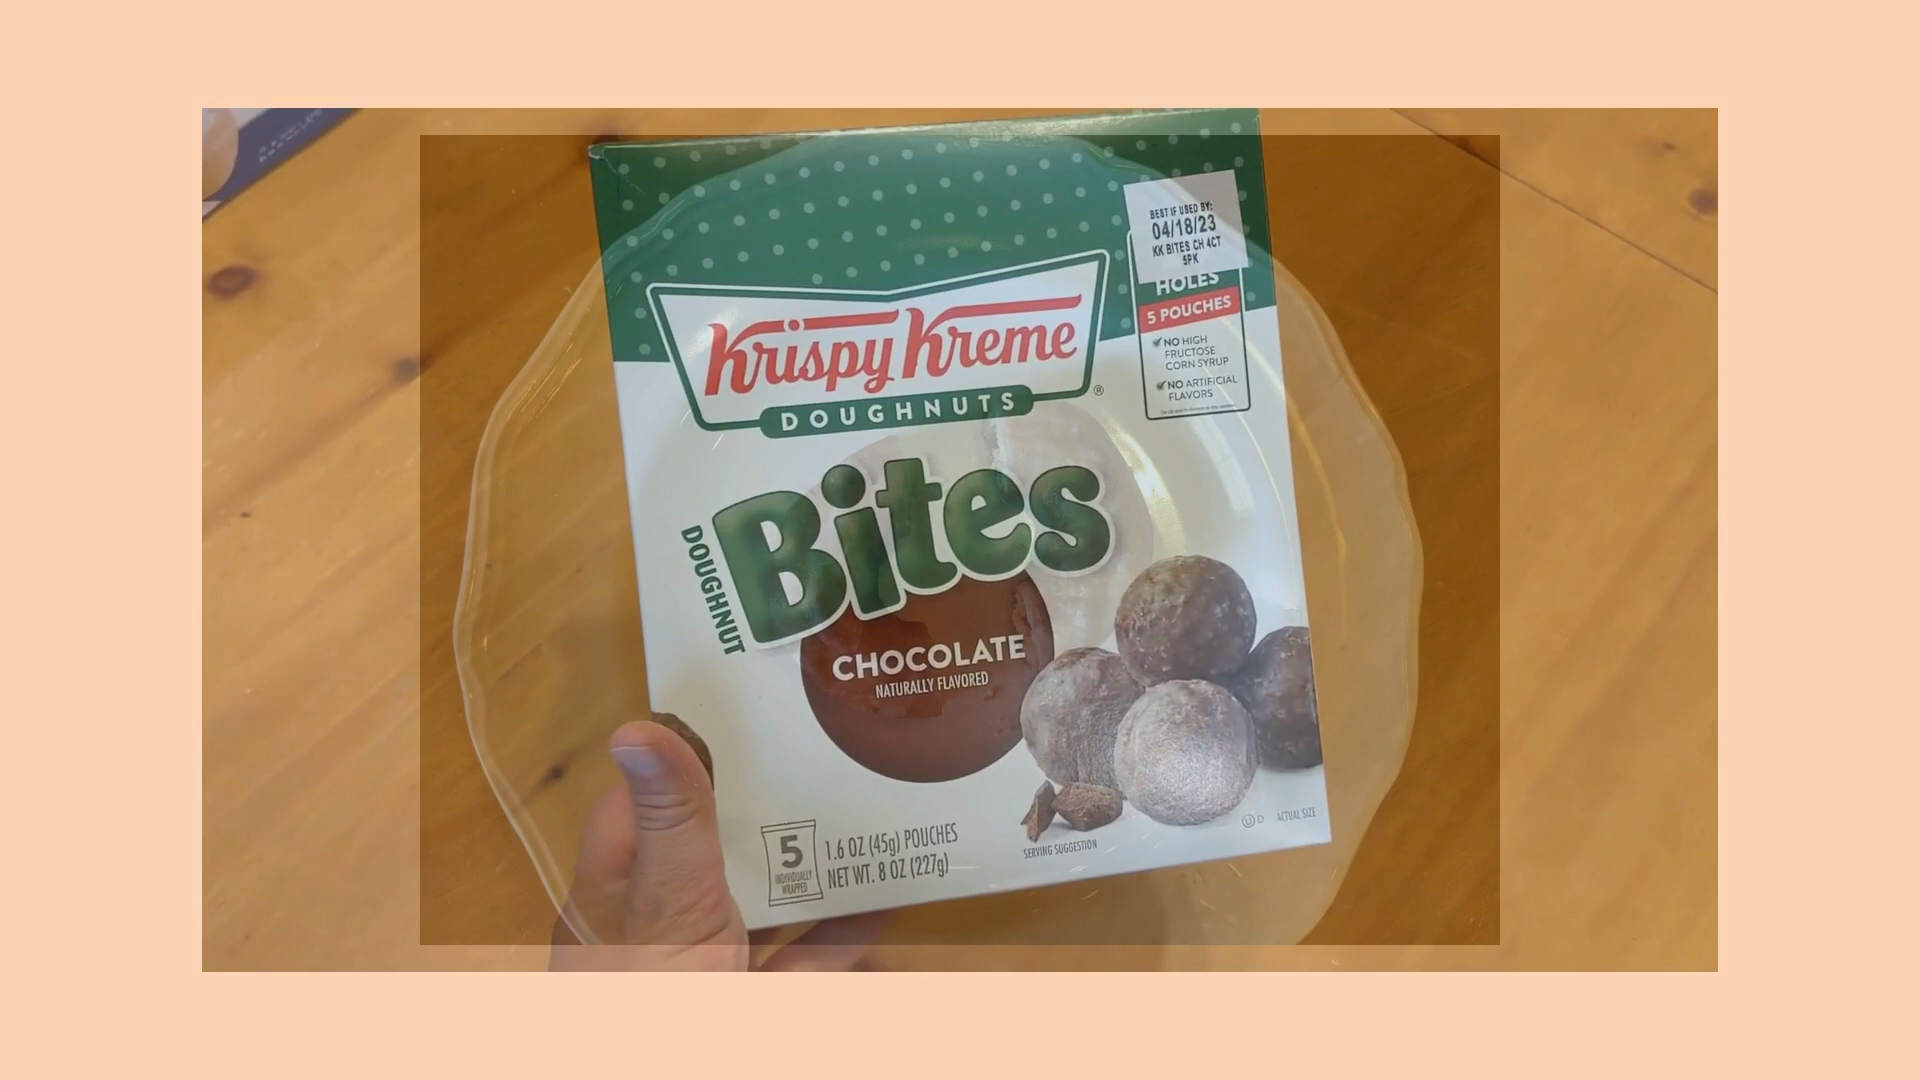 BEST IF USED BY:
04/18/23
KK BITES CH 4CT
5PK
HOLES
5 POUCHES
NO HIGH
FRUCTOSE
CORN SYRUP
NO ARTIFICIAL
FLAVORS
Krispy Kreme
®
DOUGHNUTS
DOUGHNUT
Bites
CHOCOLATE
NATURALLY FLAVORED
5
INDIVIDUALLY
WRAPPED
1.6 OZ (45g) POUCHES
NET WT. 8 OZ (227g)
SERVING SUGGESTION
U D
ACTUAL SIZE